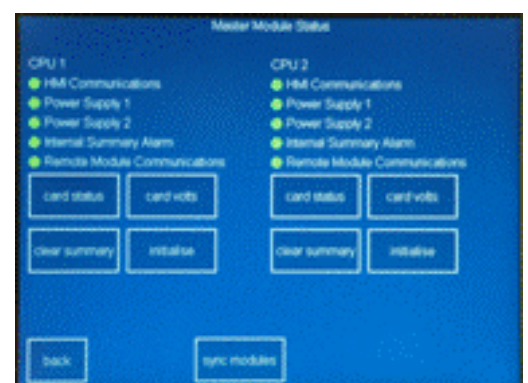 Master Module Status
CPU 1
HMI Communications
Power Supply 1
Power Supply 2
Internal Summary Alarm
Remote Module Communications
card status
card volts
clear summary
initialise
CPU 2
HMI Communications
Power Supply 1
Power Supply 2
Internal Summary Alarm
Remote Module Communications
card status
card volts
clear summary
initialise
back
sync modules